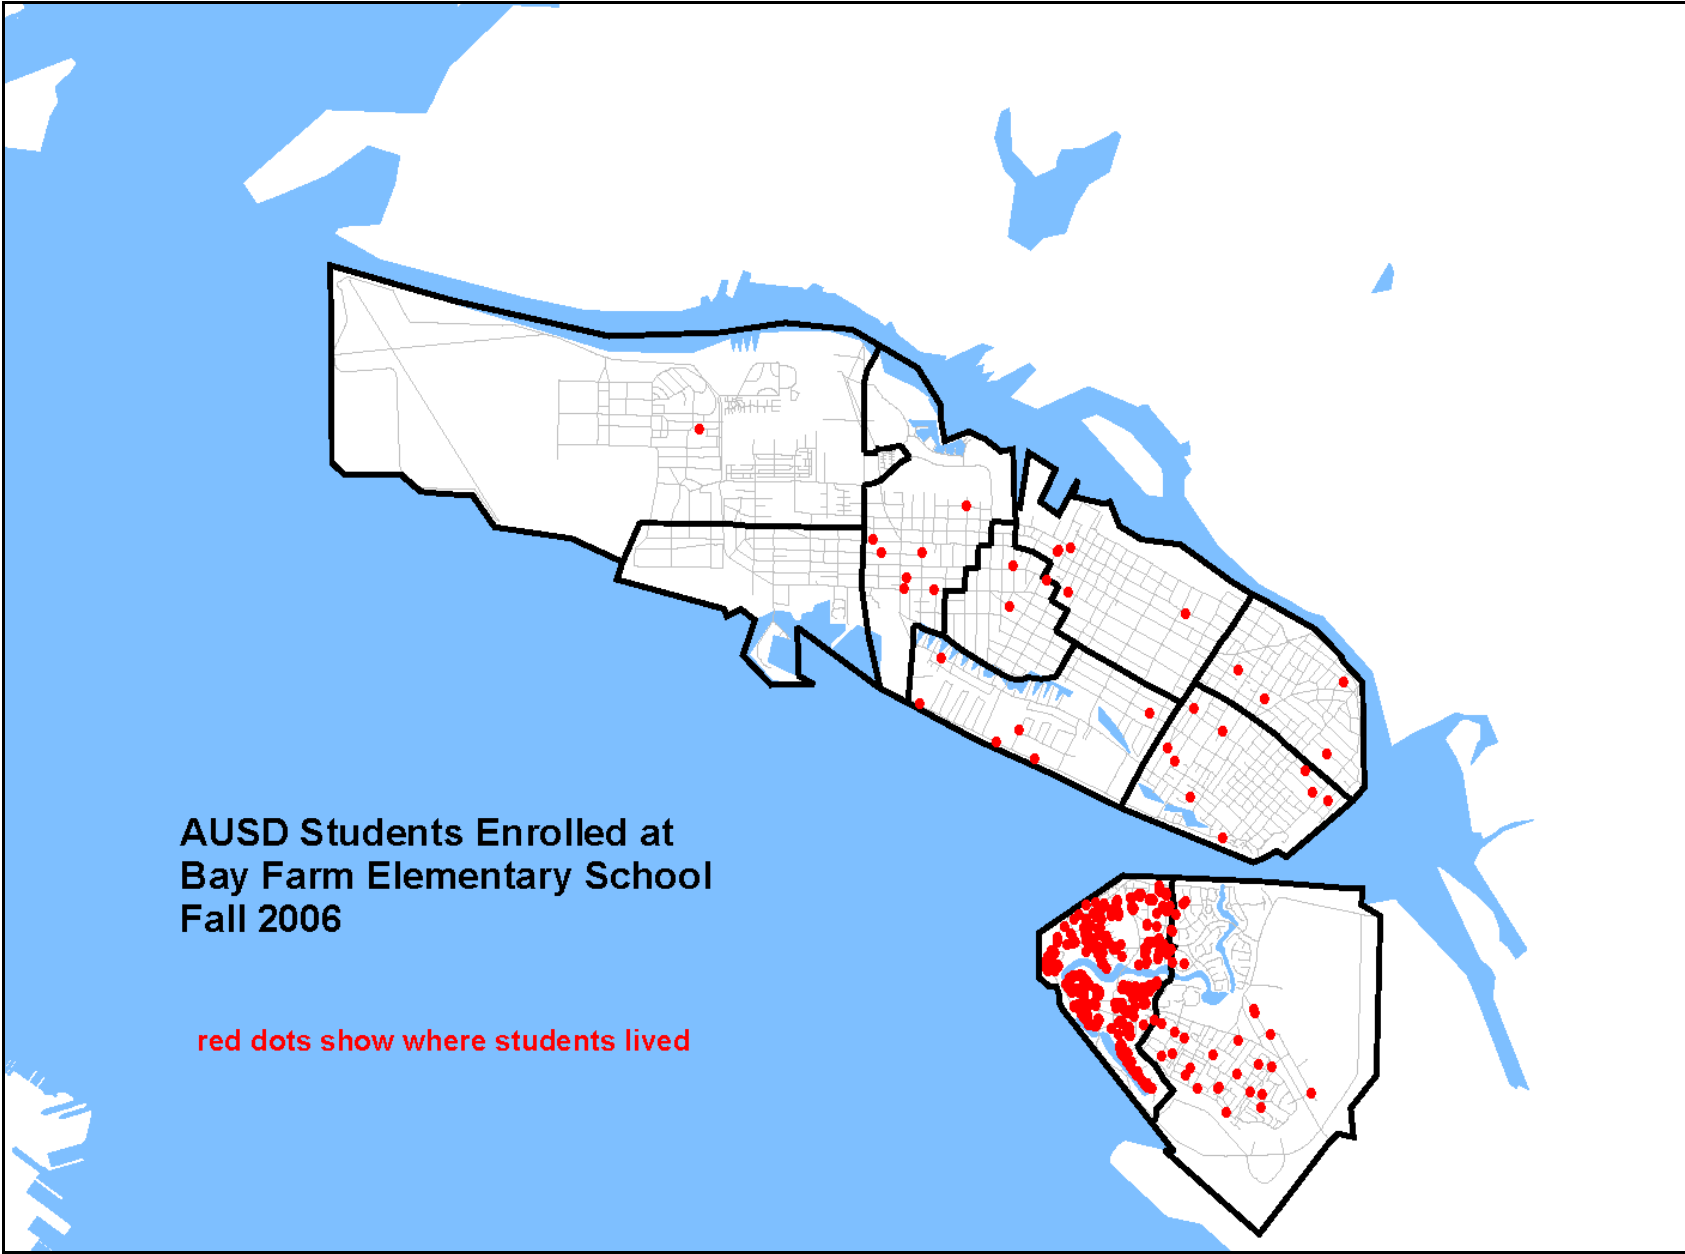 AUSD Students Enrolled at
Bay Farm Elementary School
Fall 2006
red dots show where students lived